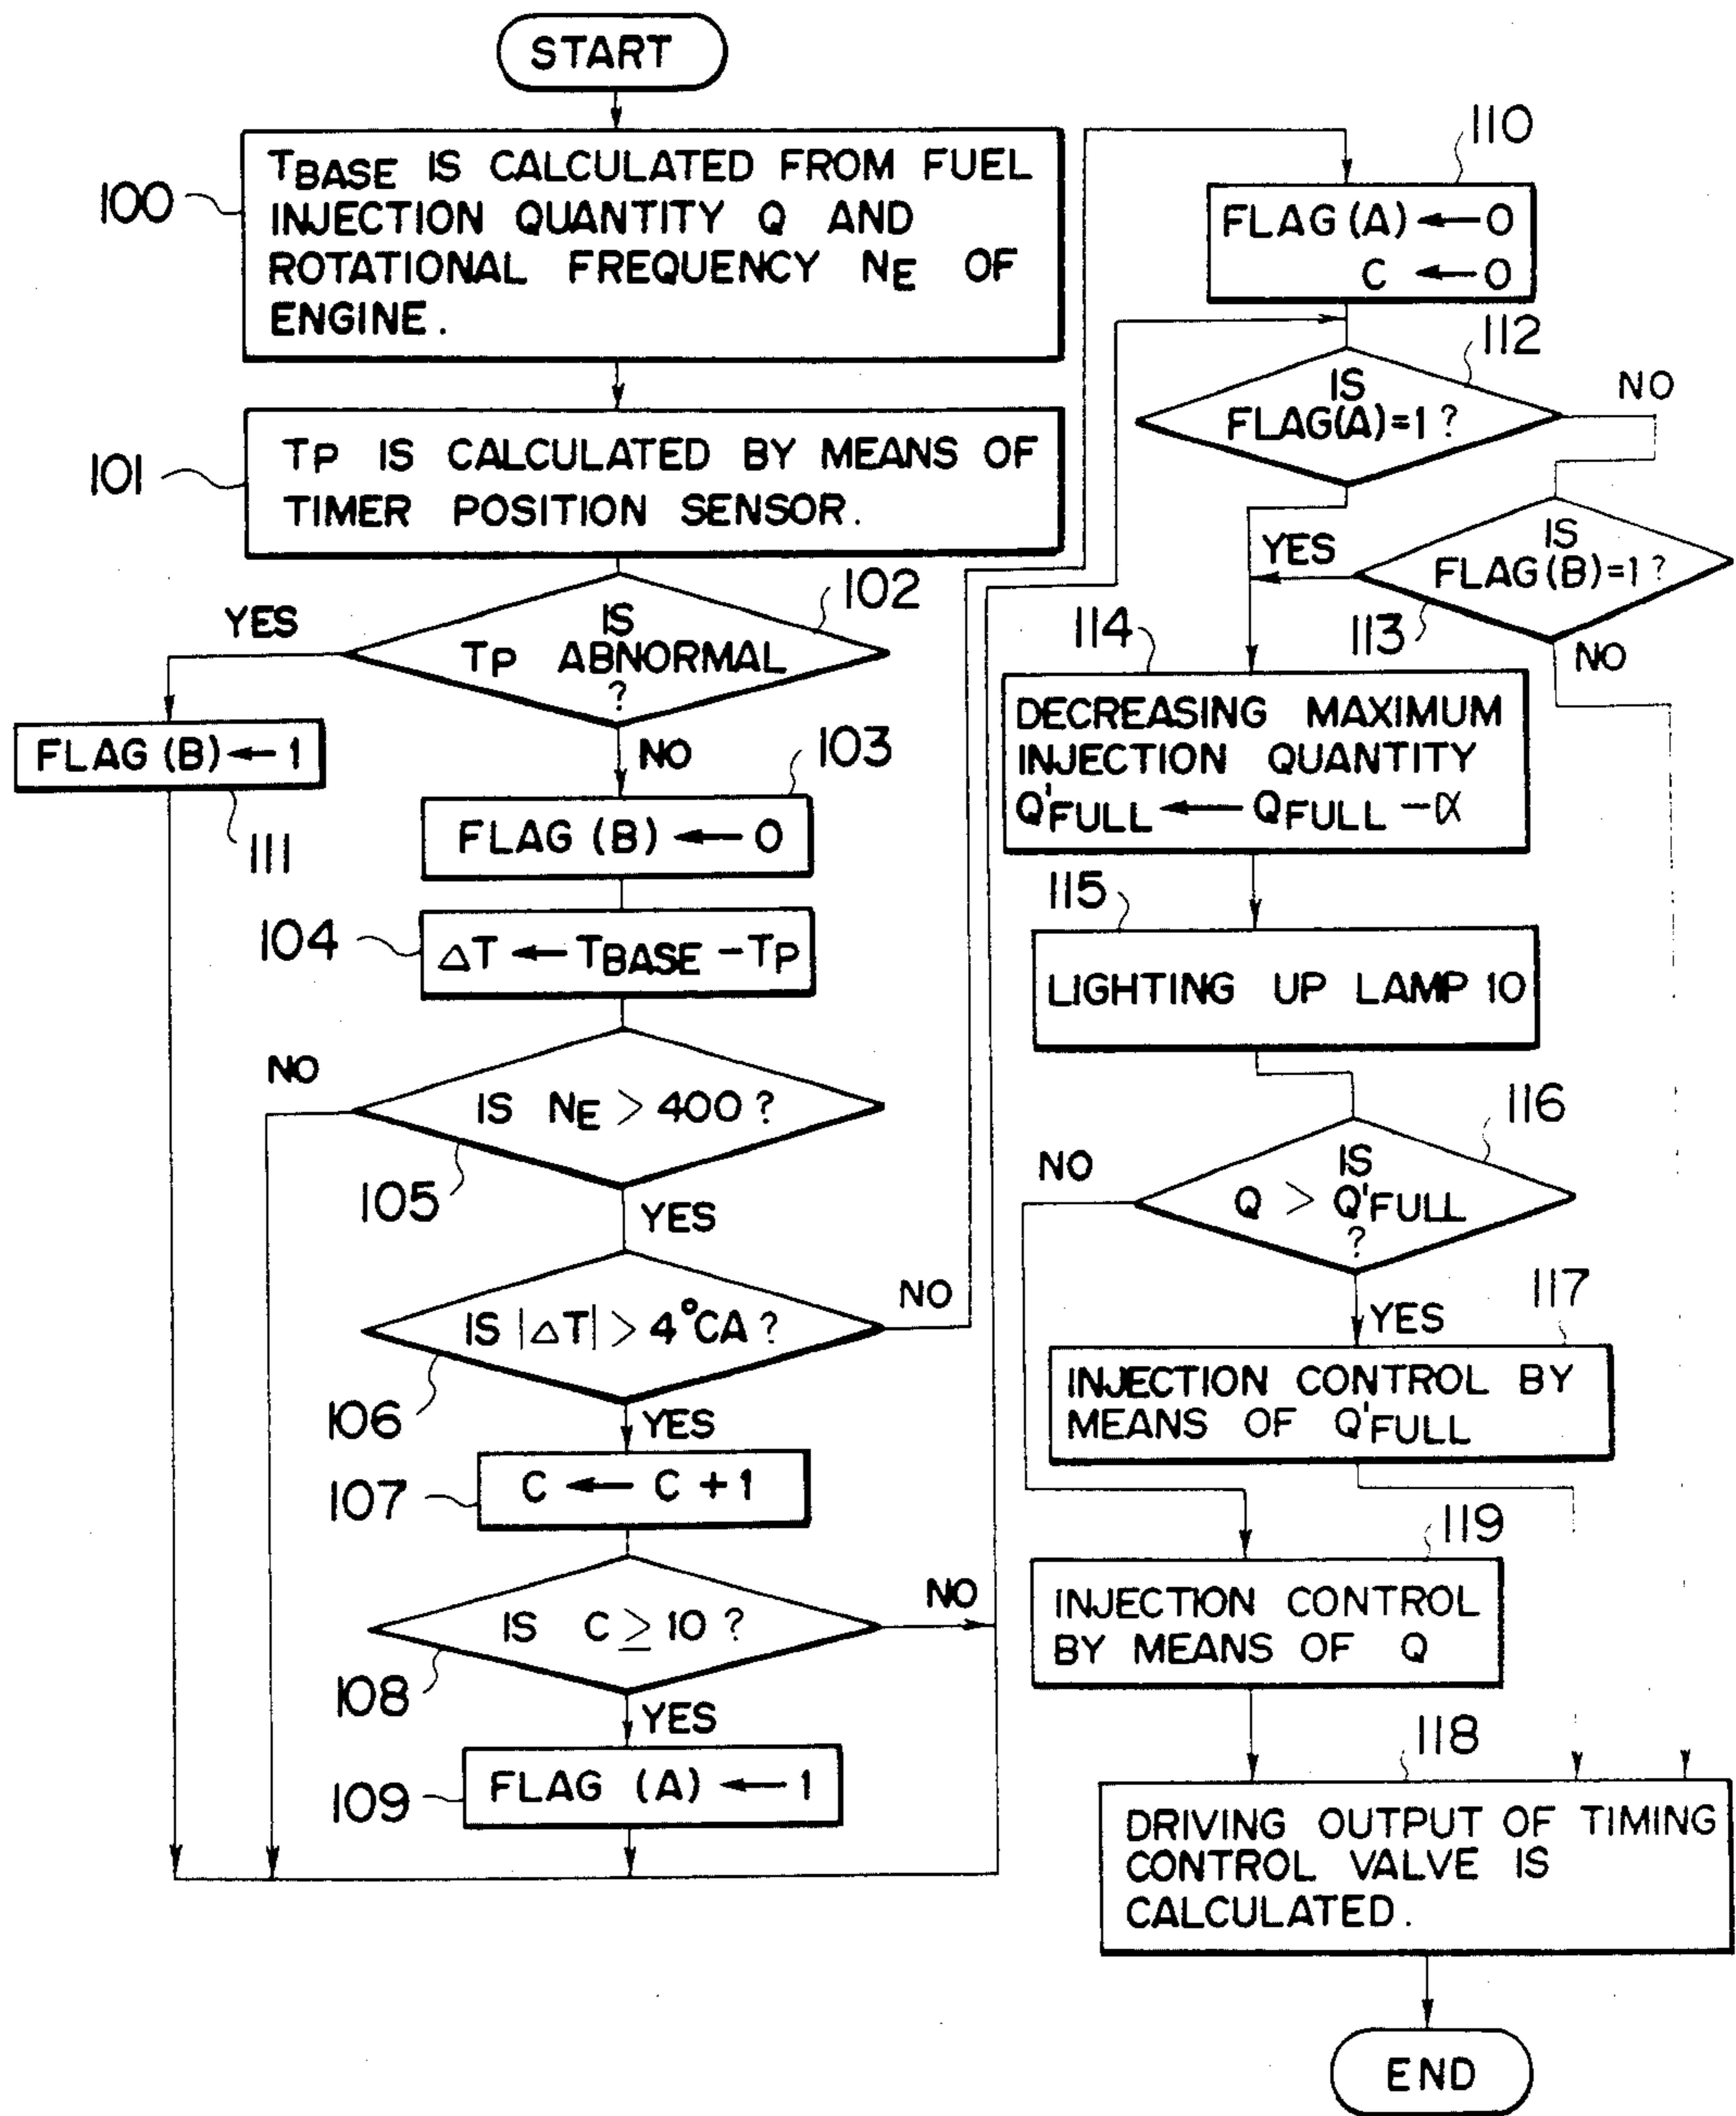 START
100
TBASE IS CALCULATED FROM FUEL
INJECTION QUANTITY Q AND
ROTATIONAL FREQUENCY NE OF
ENGINE.
101
TP IS CALCULATED BY MEANS OF
TIMER POSITION SENSOR.
102
YES
IS
TP ABNORMAL
?
NO
FLAG (B) ← 1
111
103
FLAG (B) ← 0
104
ΔT ← TBASE - TP
NO
IS NE > 400 ?
105
YES
IS |ΔT| > 4°CA ?
NO
106
YES
107
C ← C + 1
IS C ≥ 10 ?
NO
108
YES
109
FLAG (A) ← 1
110
FLAG (A) ← 0
C ← 0
112
IS
FLAG(A)=1 ?
NO
YES
IS
FLAG (B)=1 ?
113
NO
114
DECREASING MAXIMUM
INJECTION QUANTITY
Q'FULL ← QFULL -α
115
LIGHTING UP LAMP 10
116
NO
IS
Q > Q'FULL
?
YES
117
INJECTION CONTROL BY
MEANS OF Q'FULL
119
INJECTION CONTROL
BY MEANS OF Q
118
DRIVING OUTPUT OF TIMING
CONTROL VALVE IS
CALCULATED.
END